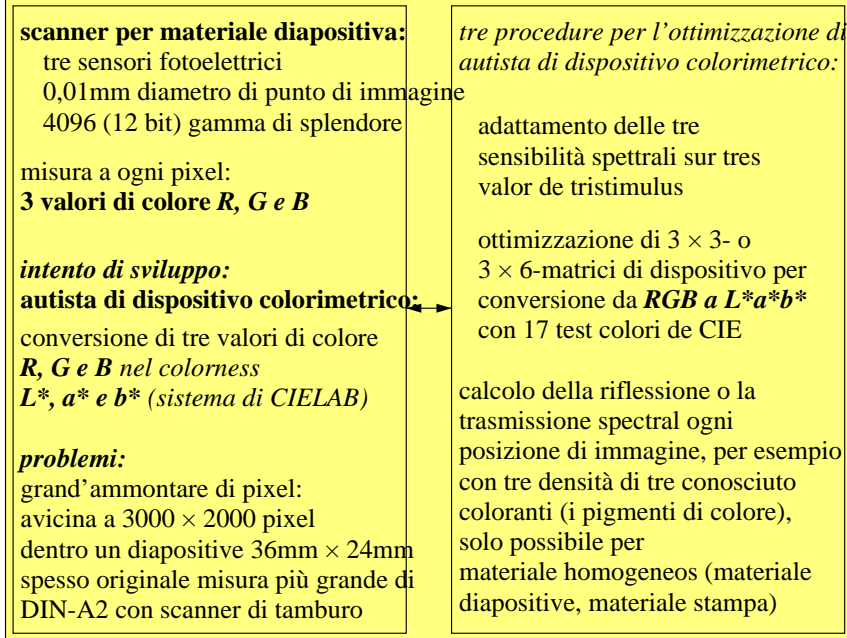 scanner per materiale diapositiva:
tre sensori fotoelettrici
0,01mm diametro di punto di immagine
4096 (12 bit) gamma di splendore
misura a ogni pixel:
3 valori di colore R, G e B
intento di sviluppo:
autista di dispositivo colorimetrico:
conversione di tre valori di colore
R, G e B nel colorness
L*, a* e b* (sistema di CIELAB)
problemi:
grand'ammontare di pixel:
avicina a 3000 × 2000 pixel
dentro un diapositive 36mm × 24mm
spesso originale misura più grande di
DIN-A2 con scanner di tamburo
tre procedure per l'ottimizzazione di
autista di dispositivo colorimetrico:
adattamento delle tre
sensibilità spettrali sur tres
valor de tristimulus
ottimizzazione di 3 × 3- o
3 × 6-matrici di dispositivo per
conversione da RGB a L*a*b*
con 17 test colori de CIE
calcolo della riflessione o la
trasmissione spectral ogni
posizione di immagine, per esempio
con tre densità di tre conosciuto
coloranti (i pigmenti di colore),
solo possibile per
materiale homogeneos (materiale
diapositive, materiale stampa)